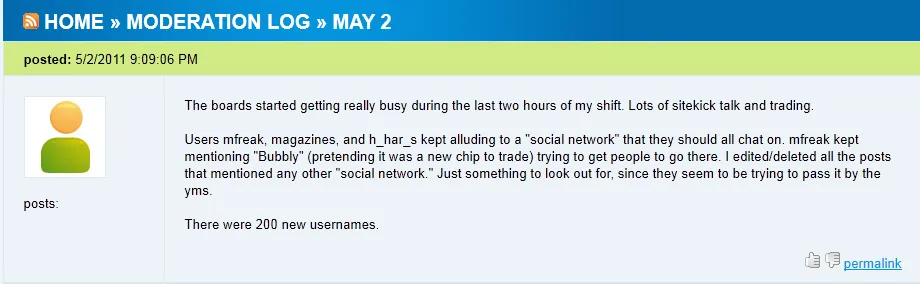 HOME » MODERATION LOG » MAY 2
posted: 5/2/2011 9:09:06 PM
The boards started getting really busy during the last two hours of my shift. Lots of sitekick talk and trading.
Users mfreak, magazines, and h_har_s kept alluding to a "social network" that they should all chat on. mfreak kept
mentioning "Bubbly" (pretending it was a new chip to trade) trying to get people to go there. I edited/deleted all the posts
that mentioned any other "social network." Just something to look out for, since they seem to be trying to pass it by the
yms.
There were 200 new usernames.
posts:
permalink